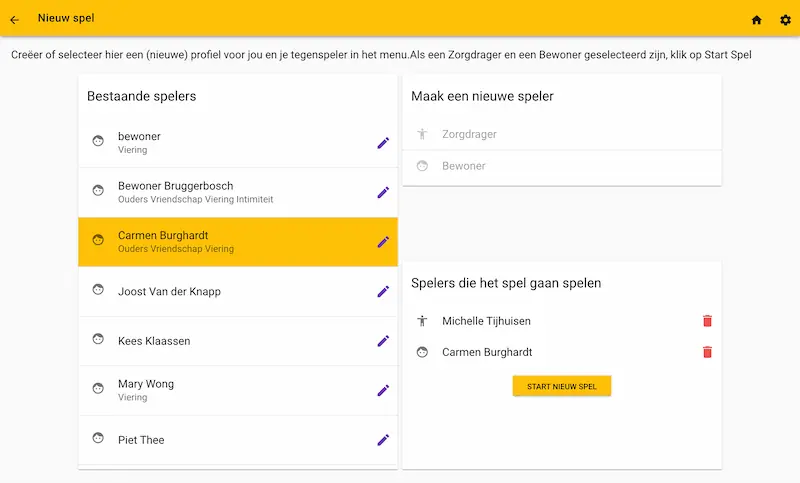 Nieuw spel
Creëer of selecteer hier een (nieuwe) profiel voor jou en je tegenspeler in het menu.Als een Zorgdrager en een Bewoner geselecteerd zijn, klik op Start Spel
Bestaande spelers
bewoner
Viering
Bewoner Bruggerbosch
Ouders Vriendschap Viering Intimiteit
Carmen Burghardt
Ouders Vriendschap Viering
Joost Van der Knapp
Kees Klaassen
Mary Wong
Viering
Piet Thee
Maak een nieuwe speler
Zorgdrager
Bewoner
Spelers die het spel gaan spelen
Michelle Tijhuisen
Carmen Burghardt
START NIEUW SPEL